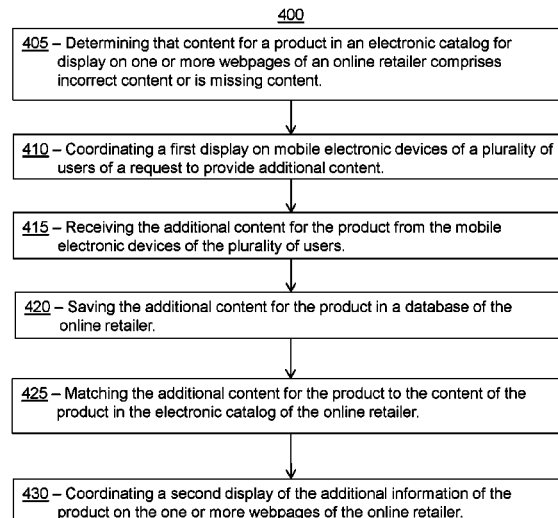 400
405 – Determining that content for a product in an electronic catalog for
display on one or more webpages of an online retailer comprises
incorrect content or is missing content.
410 – Coordinating a first display on mobile electronic devices of a plurality of
users of a request to provide additional content.
415 – Receiving the additional content for the product from the mobile
electronic devices of the plurality of users.
420 – Saving the additional content for the product in a database of the
online retailer.
425 – Matching the additional content for the product to the content of the
product in the electronic catalog of the online retailer.
430 – Coordinating a second display of the additional information of the
product on the one or more webpages of the online retailer.